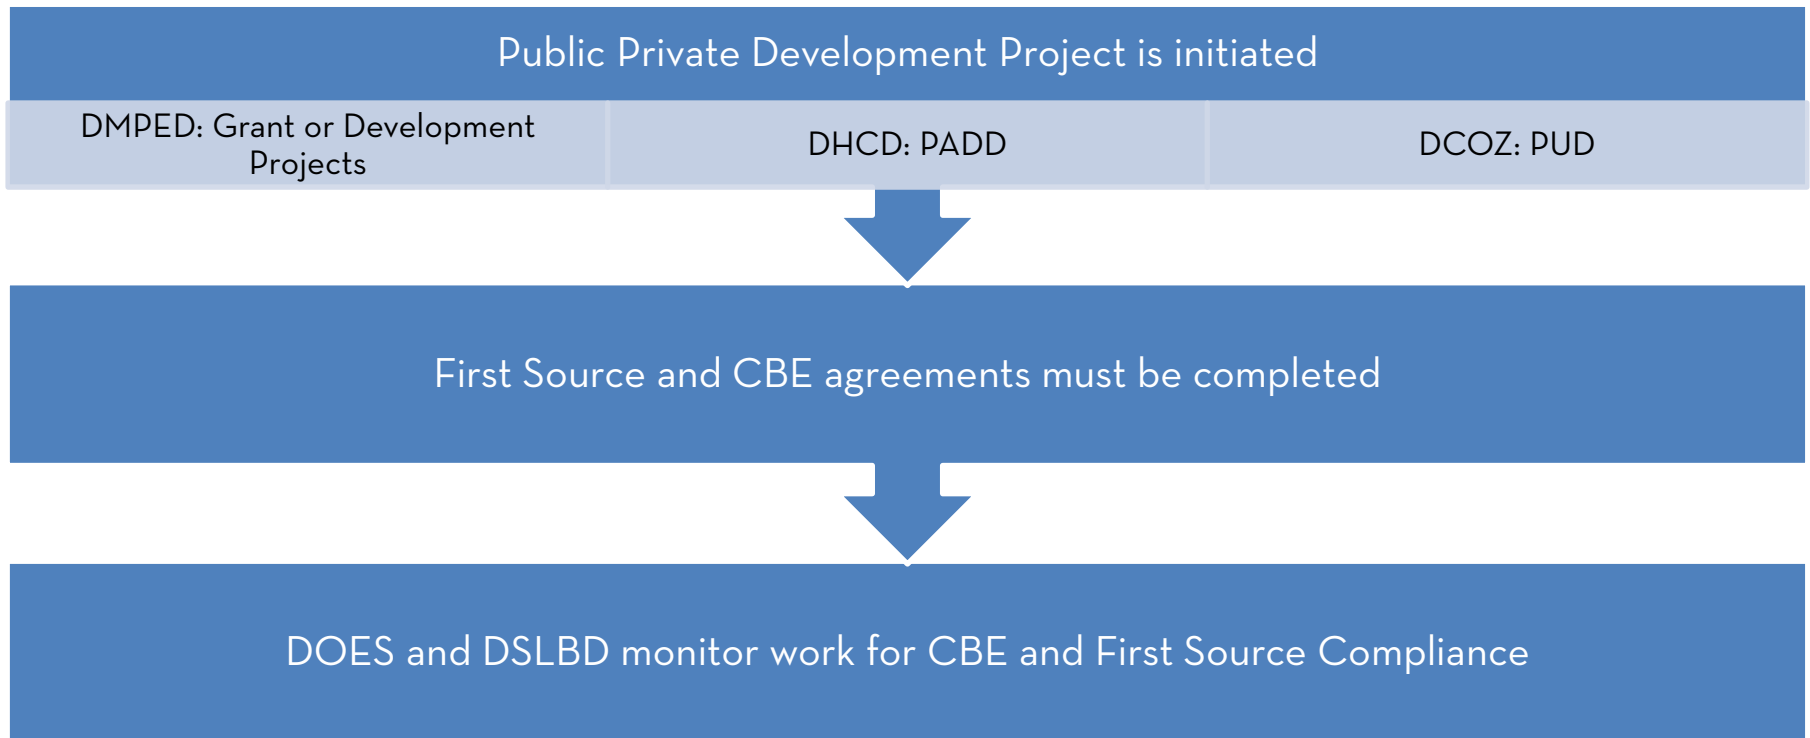 Public Private Development Project is initiated
DMPED: Grant or Development
Projects
DHCD: PADD
DCOZ: PUD
First Source and CBE agreements must be completed
DOES and DSLBD monitor work for CBE and First Source Compliance